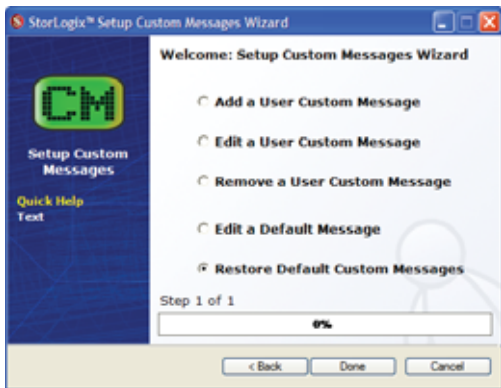 StorLogix™ Setup Custom Messages Wizard
CM
Setup Custom
Messages
Quick Help
Text
Welcome: Setup Custom Messages Wizard
Add a User Custom Message
Edit a User Custom Message
Remove a User Custom Message
Edit a Default Message
Restore Default Custom Messages
Step 1 of 1
0%
< Back
Done
Cancel